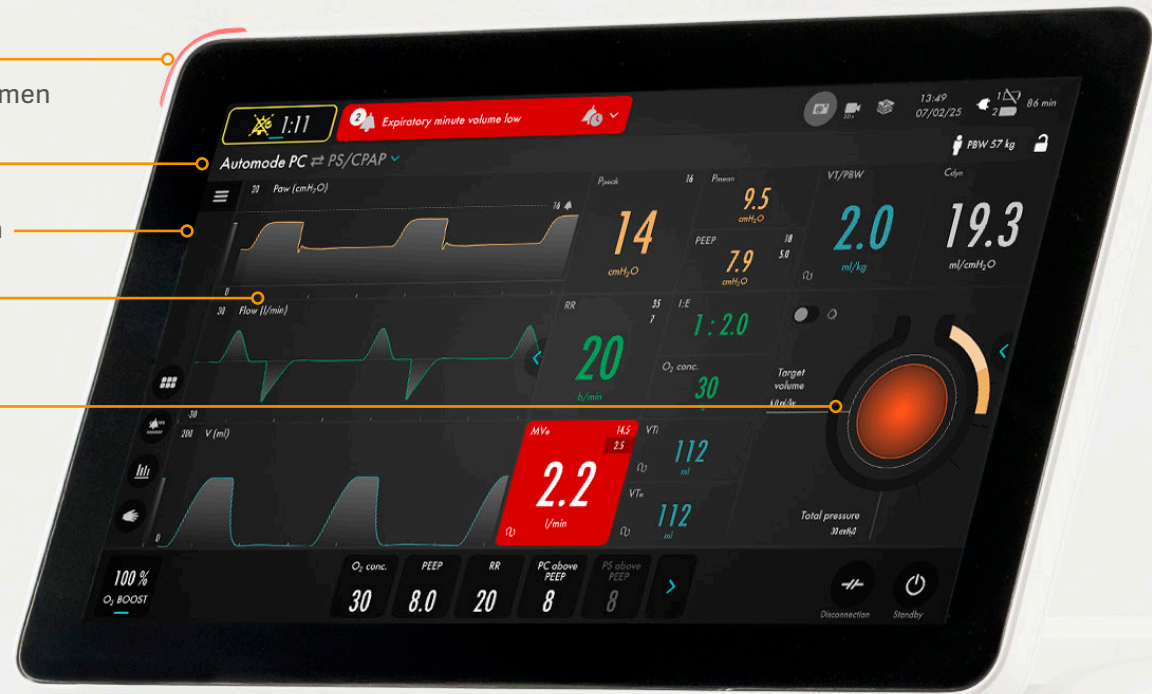 men
1:11
2 Expiratory minute volume low
13:49
07/02/25
1
2
86 min
Automode PC ⇄ PS/CPAP
PBW 57 kg
20 Paw (cmH₂O)
16
0
Ppeak 16
14
cmH₂O
Pmean
9.5
cmH₂O
PEEP 18
5.0
7.9
cmH₂O
VT/PBW
2.0
ml/kg
Cdyn
19.3
ml/cmH₂O
30 Flow (l/min)
-30
RR 35
7
20
b/min
I:E
1 : 2.0
O₂ conc.
30
Target
volume
Total pressure
30 cmH₂O
200 V (ml)
0
MVe 14.5
2.5
2.2
l/min
VTi
112
ml
VTe
112
ml
100 %
O₂ BOOST
O₂ conc.
30
PEEP
8.0
RR
20
PC above
PEEP
8
PS above
PEEP
8
Disconnection
Standby